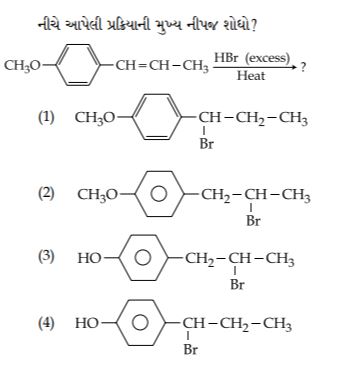 નીચે આપેલી પ્રક્રિયાની મુખ્ય નીપજ શોધો?
CH3O- -CH=CH-CH3 HBr (excess) Heat ?
(1) CH3O- -CH-CH2-CH3
Br
(2) CH3O- -CH2-CH-CH3
Br
(3) HO- -CH2-CH-CH3
Br
(4) HO- -CH-CH2-CH3
Br